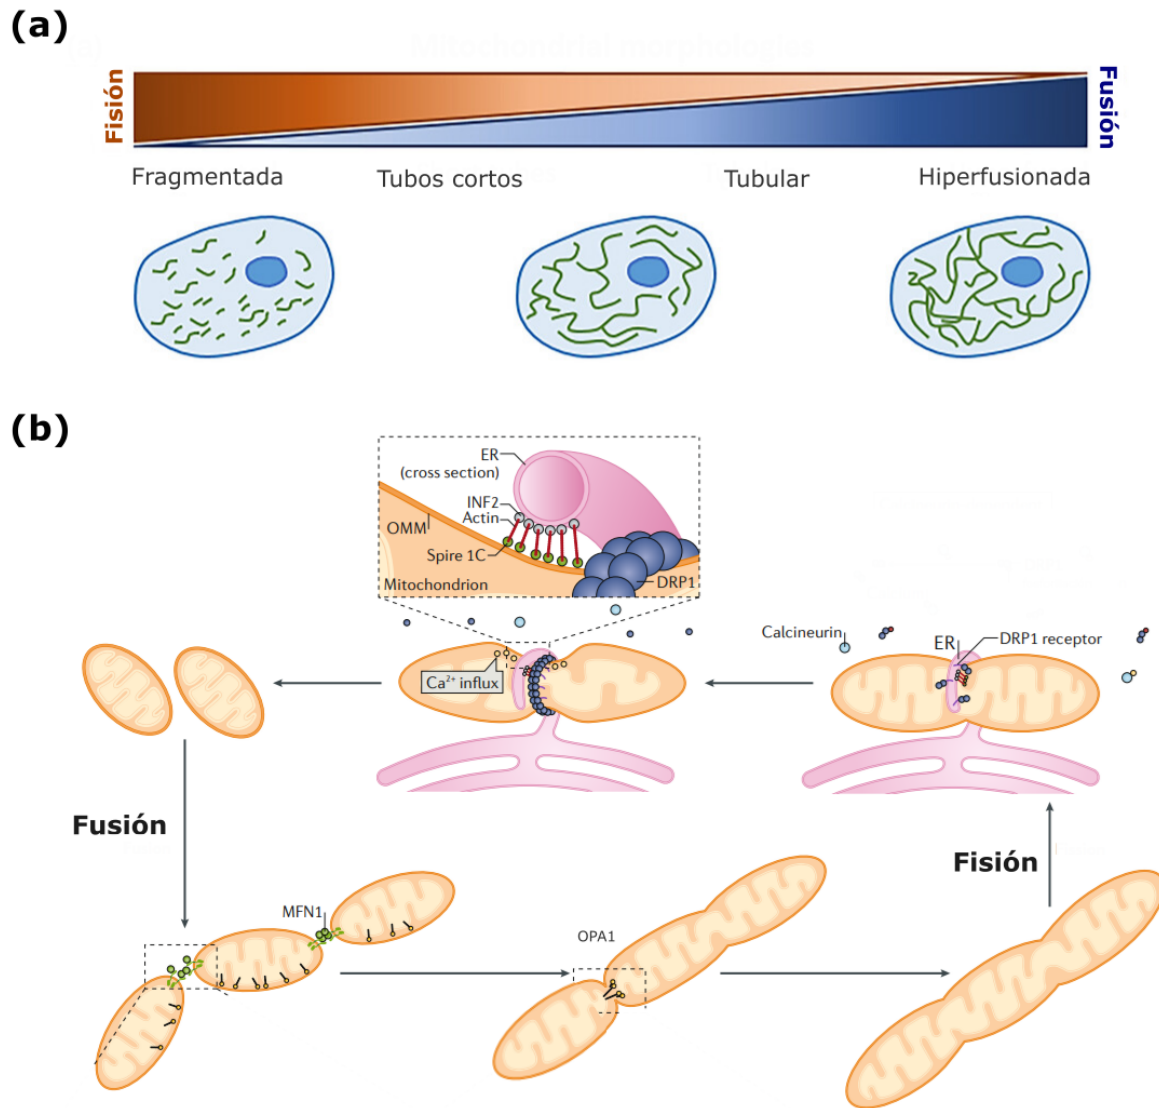 (a)
Fisión
Fusión
Fragmentada
Tubos cortos
Tubular
Hiperfusionada
(b)
ER
(cross section)
INF2
Actin
OMM
Spire 1C
DRP1
Mitochondrion
Calcineurin
ER
DRP1 receptor
Ca²⁺ influx
Fusión
Fisión
MFN1
OPA1